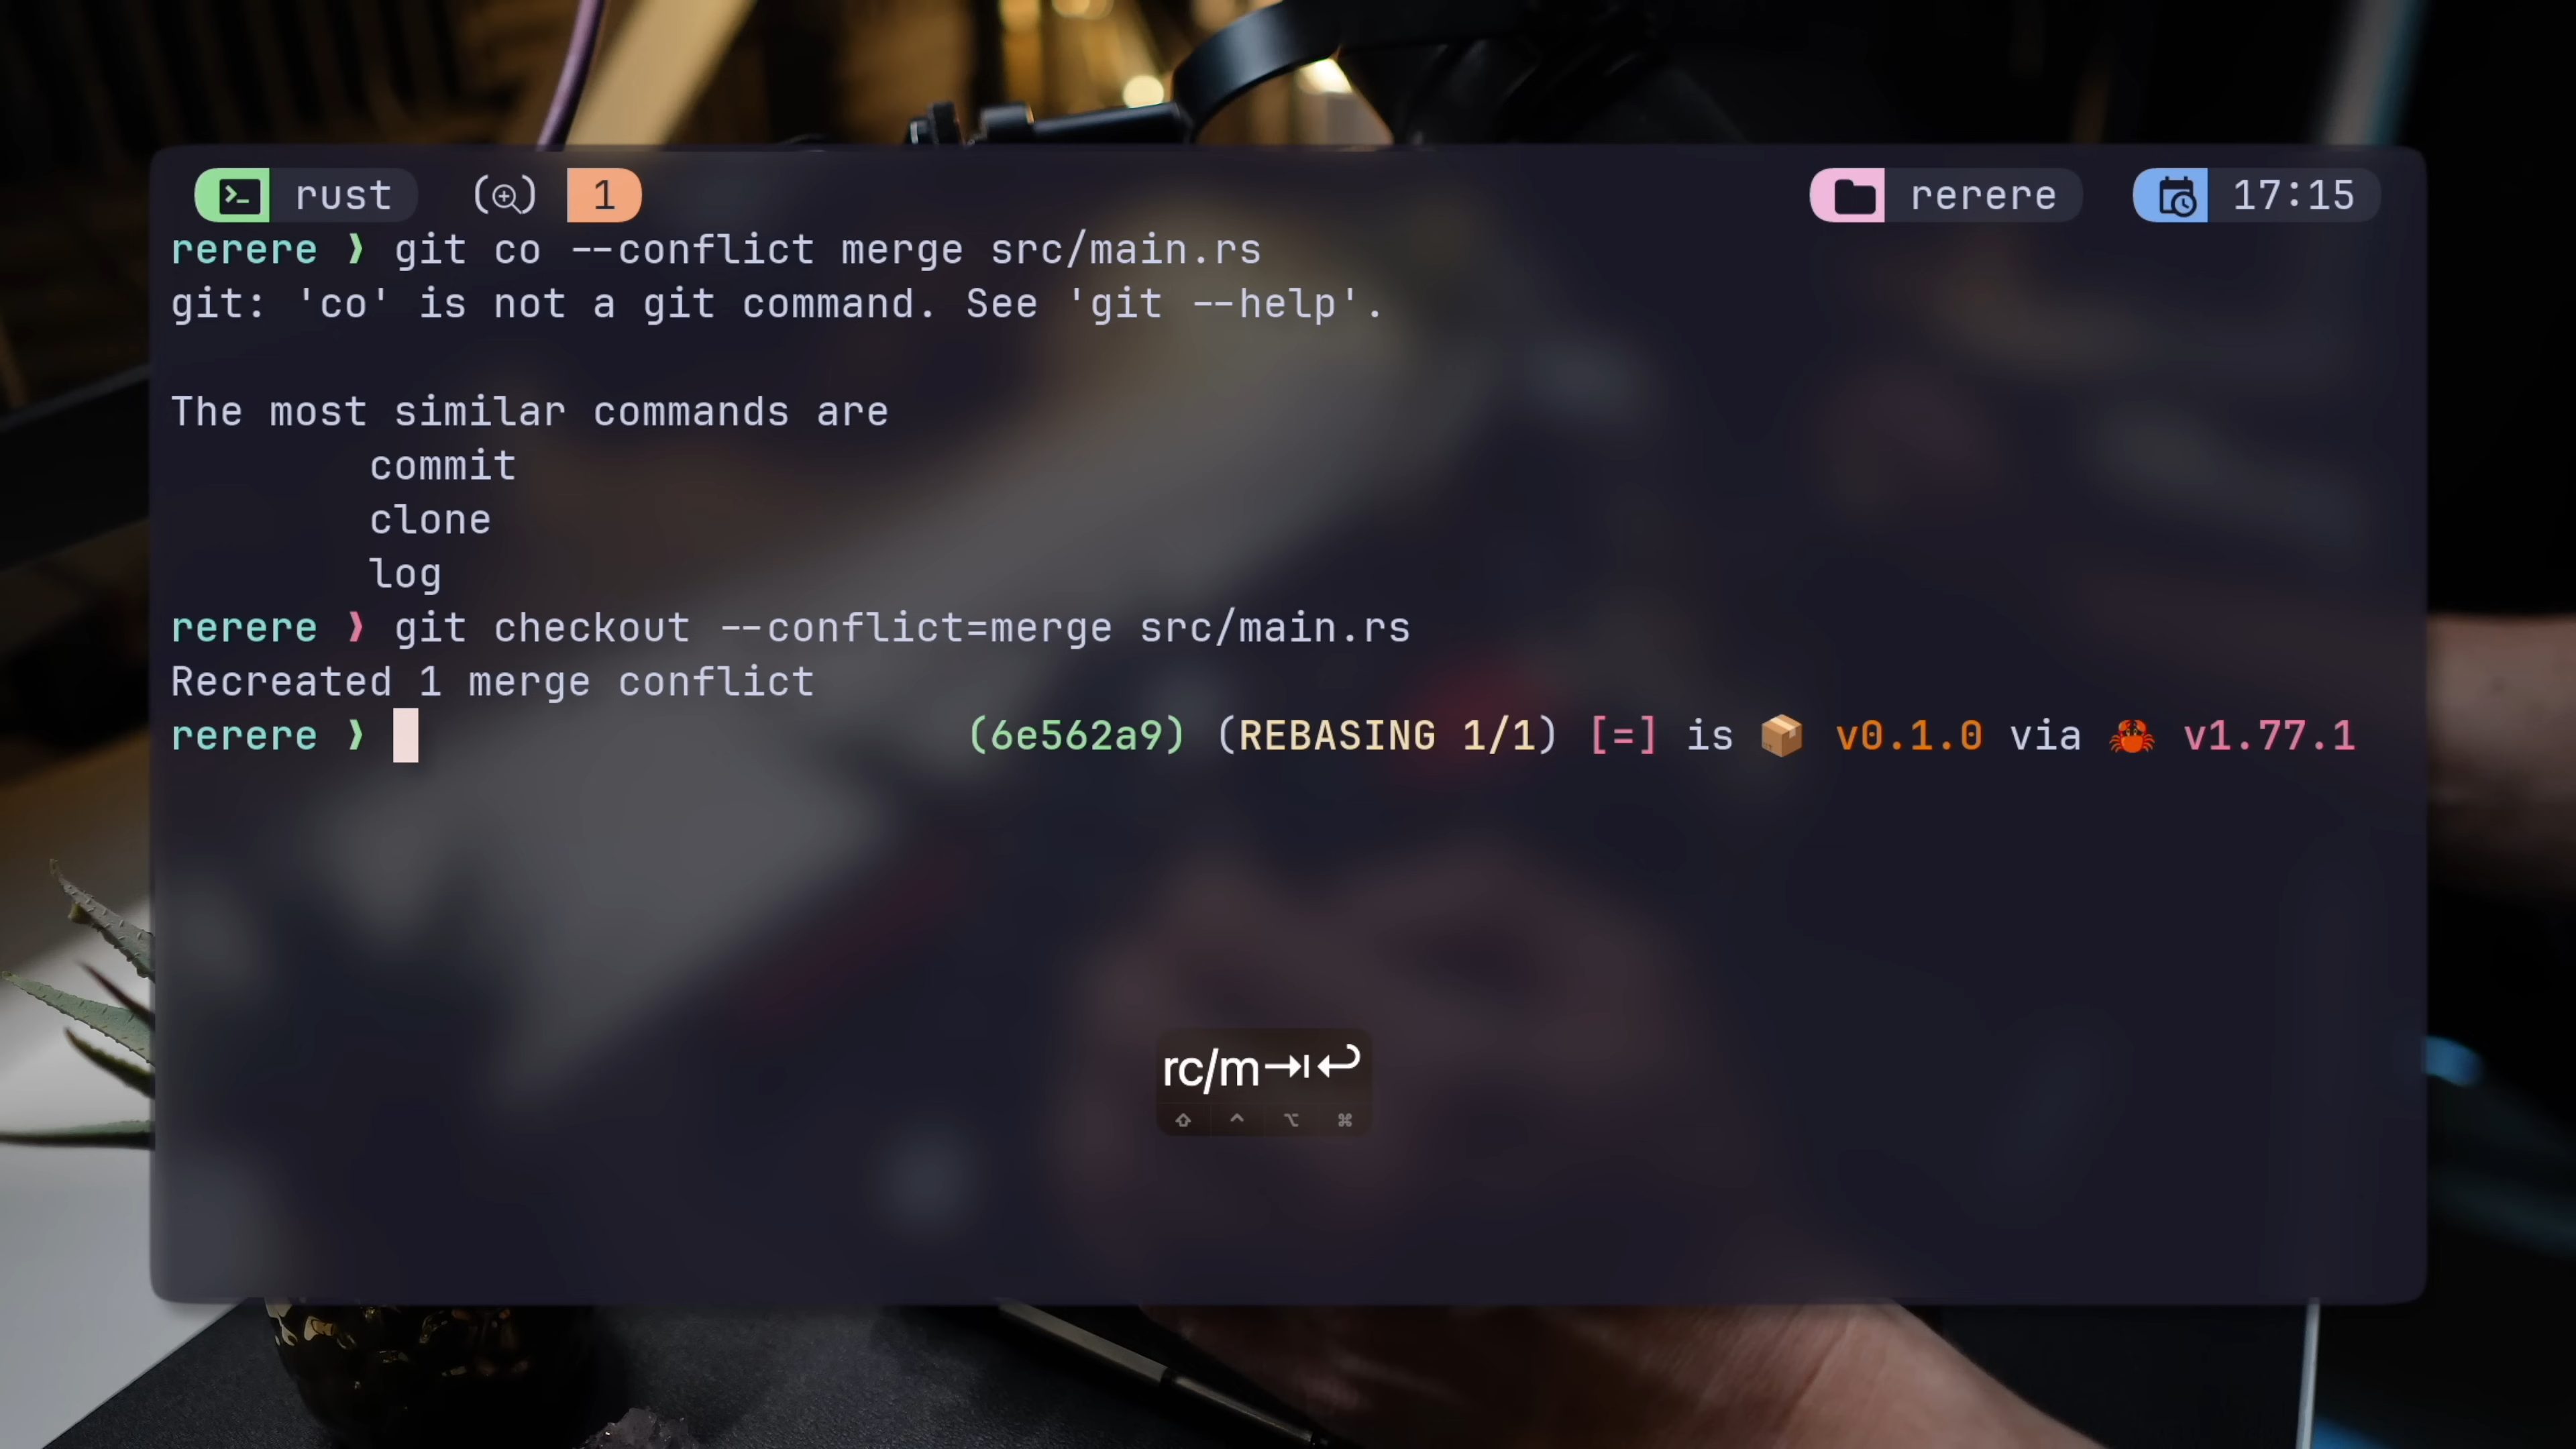 rust 1 rerere 17:15
rerere ❯ git co --conflict merge src/main.rs
git: 'co' is not a git command. See 'git --help'.
The most similar commands are
commit
clone
log
rerere ❯ git checkout --conflict=merge src/main.rs
Recreated 1 merge conflict
rerere ❯ (6e562a9) (REBASING 1/1) [=] is 📦 v0.1.0 via 🦀 v1.77.1
rc/m⇥↩
⇧ ^ ⌥ ⌘